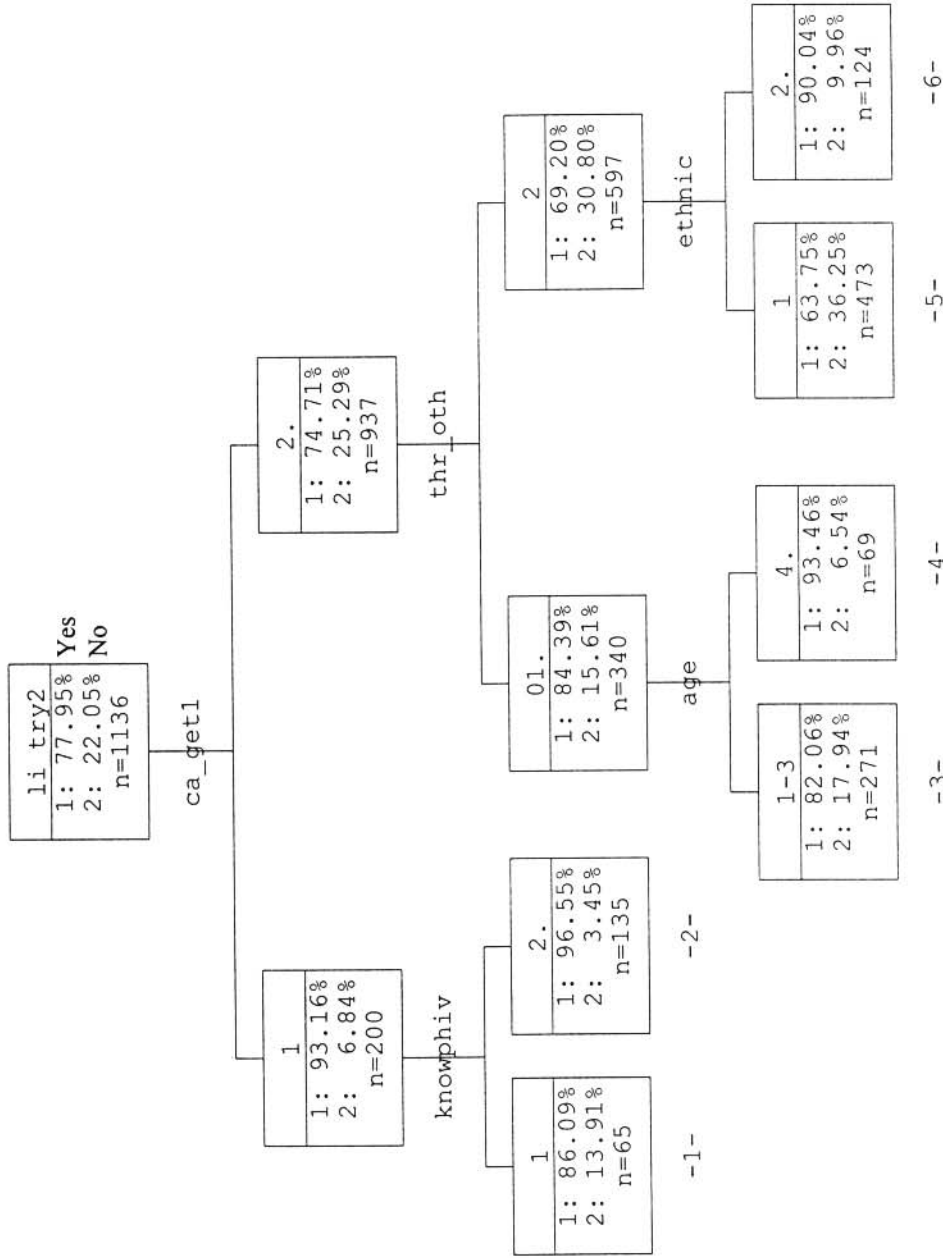 li try2
1: 77.95% Yes
2: 22.05% No
n=1136
ca_get1
1
1: 93.16%
2: 6.84%
n=200
2.
1: 74.71%
2: 25.29%
n=937
knowphiv
thr_oth
1
1: 86.09%
2: 13.91%
n=65
2.
1: 96.55%
2: 3.45%
n=135
01.
1: 84.39%
2: 15.61%
n=340
2
1: 69.20%
2: 30.80%
n=597
-1-
-2-
age
ethnic
1-3
1: 82.06%
2: 17.94%
n=271
4.
1: 93.46%
2: 6.54%
n=69
1
1: 63.75%
2: 36.25%
n=473
2.
1: 90.04%
2: 9.96%
n=124
-3-
-4-
-5-
-6-